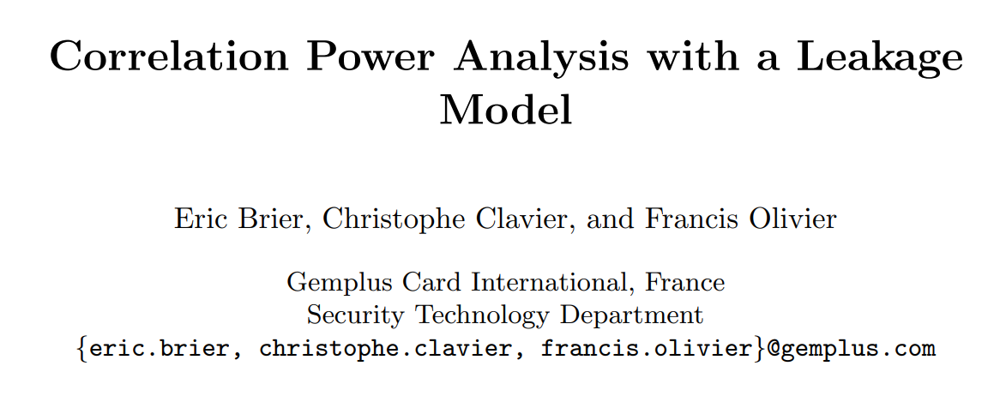 Correlation Power Analysis with a Leakage
Model
Eric Brier, Christophe Clavier, and Francis Olivier
Gemplus Card International, France
Security Technology Department
{eric.brier, christophe.clavier, francis.olivier}@gemplus.com